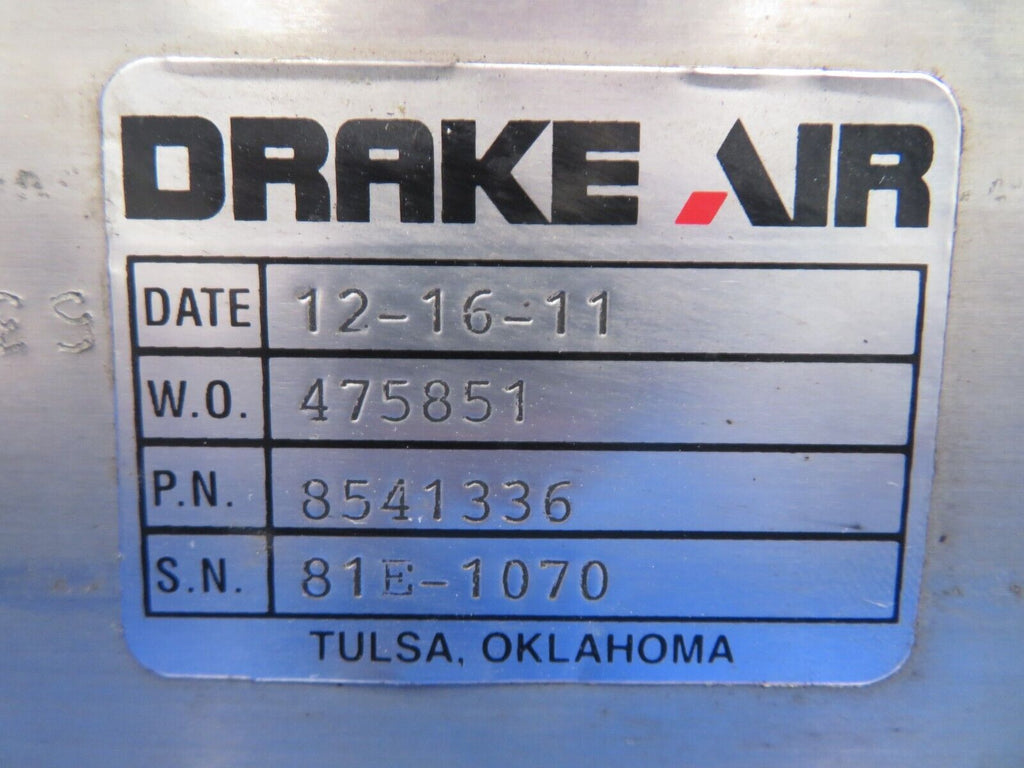 DRAKE AIR
DATE 12-16-11
W.O. 475851
P.N. 8541336
S.N. 81E-1070
TULSA, OKLAHOMA